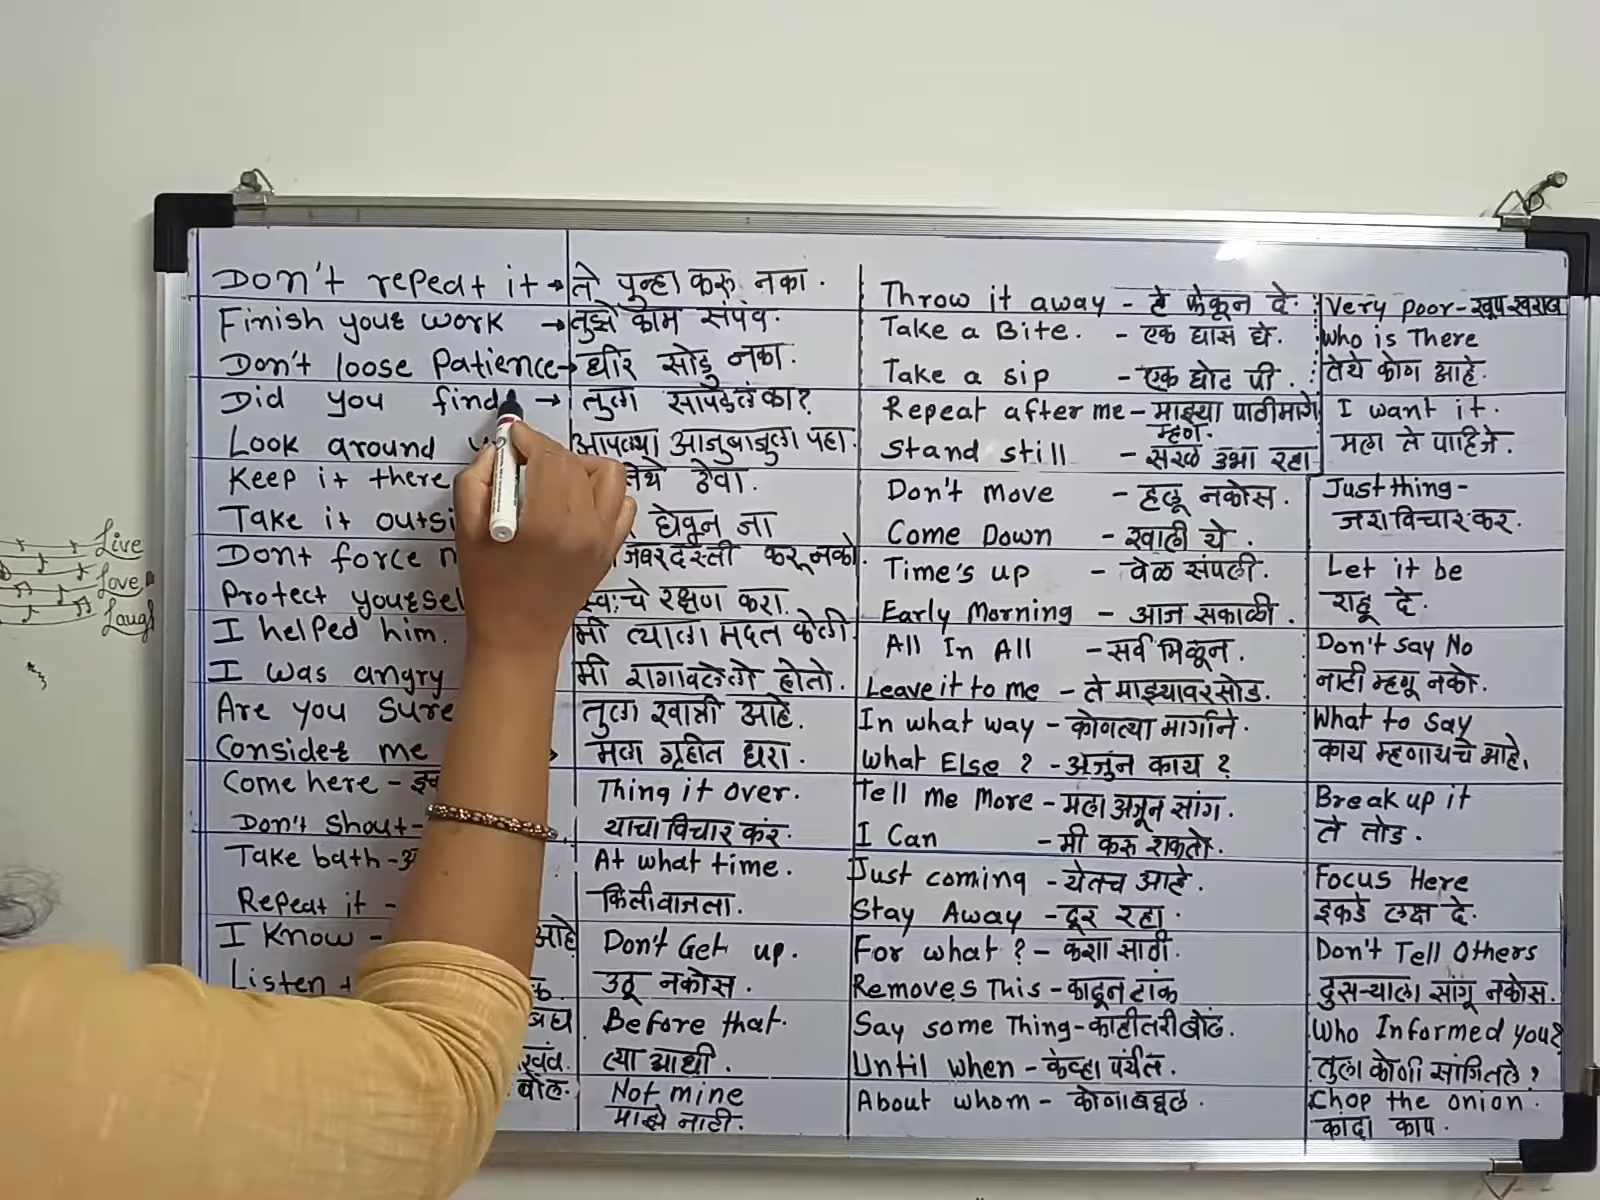 Don't repeat it → ते पुन्हा करू नका.
Finish your work → तुझे काम संपव.
Don't loose Patience → धीर सोडू नका.
Did you find → तुला सापडलं का?
Look around आपल्या आजुबाजुला पहा.
Keep it there तेथे ठेवा.
Take it घेवून जा
Dont force जबरदस्ती करू नको.
Protect स्वःचे रक्षण करा.
I helped him. मी त्याला मदत केली
I was angry मी रागावलेलो होतो.
Are you sure तुला खात्री आहे.
Consider me मला गृहीत धरा.
Come here -
Don't shout -
Take bath -
Repeat it -
I know - आहे
Listen
बघ
बोल.
Thing it over.
याचा विचार कर.
At what time.
किती वाजला.
Don't Get up.
उठू नकोस.
Before that.
त्या आधी.
Not mine
माझे नाही.
Throw it away - ते फेकून दे.
Take a Bite. - एक घास घे.
Take a sip - एक घोट पी.
Repeat after me - माझ्या पाठीमागे
म्हण.
Stand still - सरळ उभा रहा
Don't move - हलू नकोस.
Come Down - खाली ये.
Time's up - वेळ संपली.
Early Morning - आज सकाळी.
All In All - सर्व मिळून.
Leave it to me - ते माझ्यावर सोड.
In what way - कोणत्या मार्गाने.
What Else? - अजुन काय?
Tell me More - मला अजून सांग.
I Can - मी करू शकतो.
Just coming - येतच आहे.
Stay Away - दूर रहा.
For what? - कशा साठी.
Removes This - काढून टाक
Say some Thing - काहीतरी बोल.
Until when - केव्हा पर्यंत.
About whom - कोणाबद्दल.
Very poor - खूप खराब
Who is There
तेथे कोण आहे.
I want it.
मला ते पाहिजे.
Just thing -
जरा विचार कर.
Let it be
राहू दे.
Don't say No
नाही म्हणू नको.
What to say
काय म्हणायचे आहे.
Break up it
ते तोड.
Focus Here
इकडे लक्ष दे.
Don't Tell Others
दुसऱ्याला सांगू नकोस.
Who Informed you?
तुला कोणी सांगितले?
Chop the onion.
कांदा काप.
Live
Love
Laugh